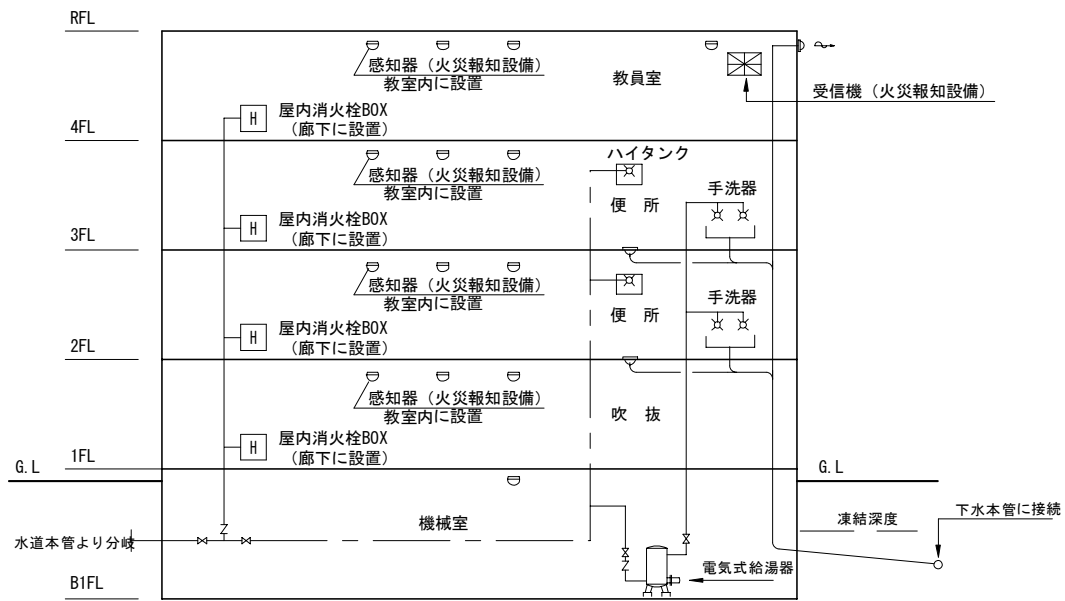 RFL
感知器（火災報知設備）
教室内に設置
教員室
受信機（火災報知設備）
H
屋内消火栓BOX
（廊下に設置）
4FL
ハイタンク
感知器（火災報知設備）
教室内に設置
便　所
手洗器
H
屋内消火栓BOX
（廊下に設置）
3FL
感知器（火災報知設備）
教室内に設置
便　所
手洗器
H
屋内消火栓BOX
（廊下に設置）
2FL
感知器（火災報知設備）
教室内に設置
吹　抜
H
屋内消火栓BOX
（廊下に設置）
1FL
G.L
G.L
機械室
凍結深度
下水本管に接続
水道本管より分岐
電気式給湯器
B1FL